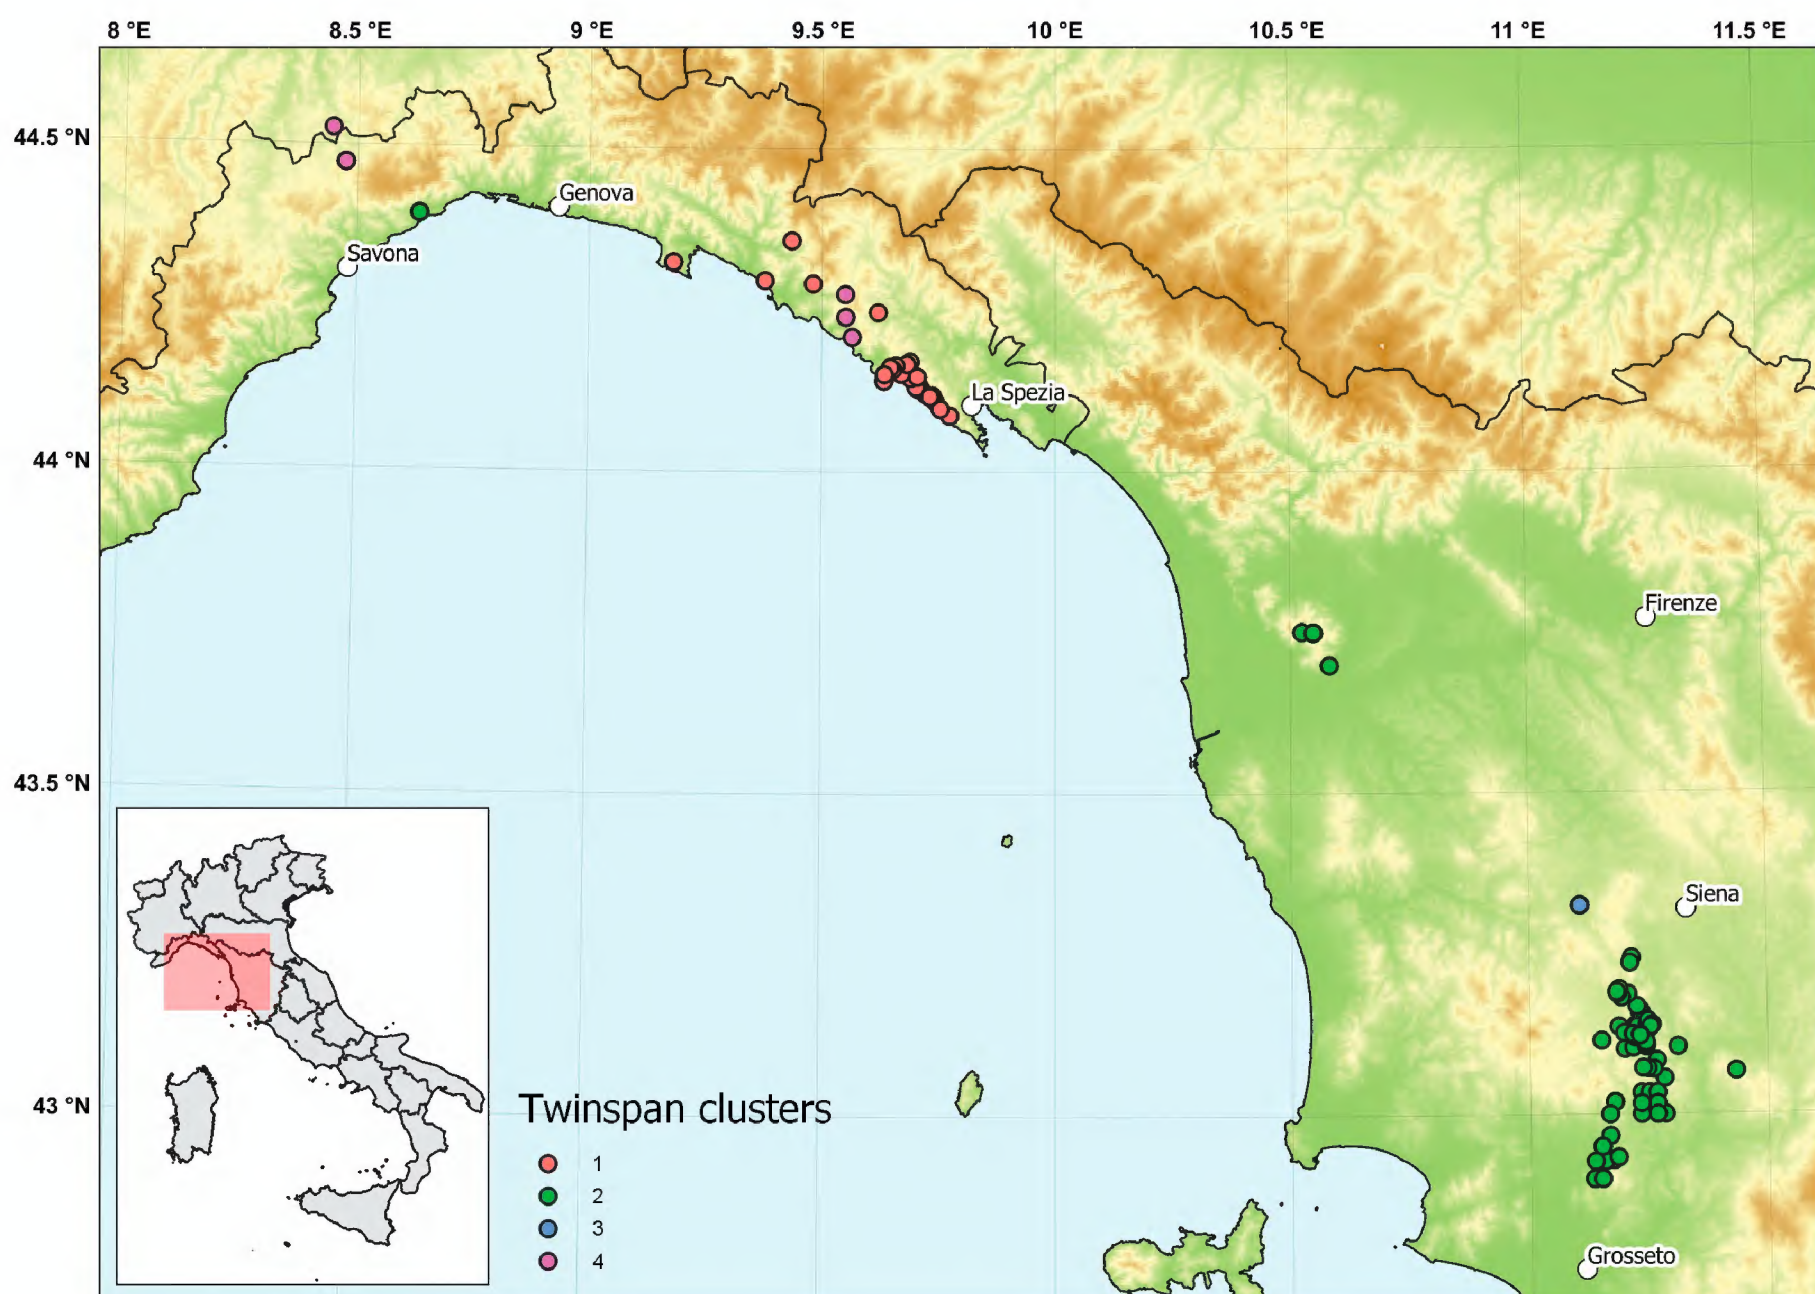 8 °E 8.5 °E 9 °E 9.5 °E 10 °E 10.5 °E 11 °E 11.5 °E
44.5 °N
Genova
Savona
La Spezia
44 °N
Firenze
43.5 °N
Siena
43 °N
Twinspan clusters
1
2
3
4
Grosseto